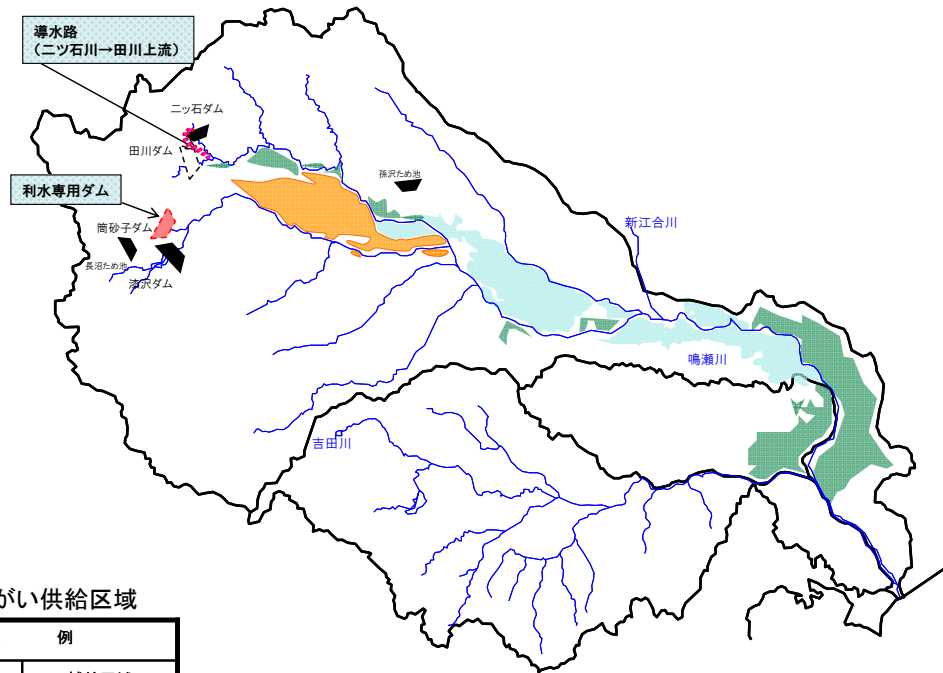 導水路
（二ツ石川→田川上流）
二ッ石ダム
田川ダム
孫沢ため池
利水専用ダム
筒砂子ダム
長沼ため池
漆沢ダム
新江合川
鳴瀬川
吉田川
がい供給区域
例